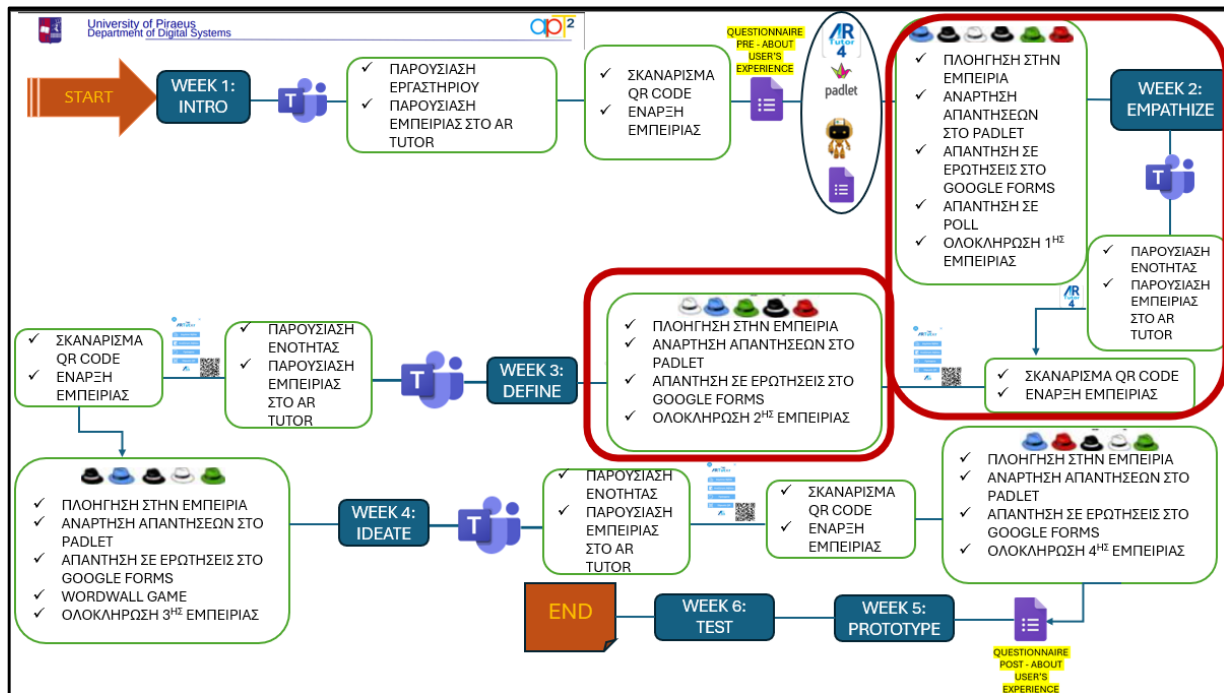 University of Piraeus
Department of Digital Systems
apt2
START
WEEK 1:
INTRO
✓ ΠΑΡΟΥΣΙΑΣΗ
ΕΡΓΑΣΤΗΡΙΟΥ
✓ ΠΑΡΟΥΣΙΑΣΗ
ΕΜΠΕΙΡΙΑΣ ΣΤΟ AR
TUTOR
✓ ΣΚΑΝΑΡΙΣΜΑ
QR CODE
✓ ΕΝΑΡΞΗ
ΕΜΠΕΙΡΙΑΣ
QUESTIONNAIRE
PRE - ABOUT
USER'S
EXPERIENCE
AR
Tutor
4
padlet
✓ ΠΛΟΗΓΗΣΗ ΣΤΗΝ
ΕΜΠΕΙΡΙΑ
✓ ΑΝΑΡΤΗΣΗ
ΑΠΑΝΤΗΣΕΩΝ
ΣΤΟ PADLET
✓ ΑΠΑΝΤΗΣΗ ΣΕ
ΕΡΩΤΗΣΕΙΣ ΣΤΟ
GOOGLE FORMS
✓ ΑΠΑΝΤΗΣΗ ΣΕ
POLL
✓ ΟΛΟΚΛΗΡΩΣΗ 1ΗΣ
ΕΜΠΕΙΡΙΑΣ
WEEK 2:
EMPATHIZE
T
✓ ΠΑΡΟΥΣΙΑΣΗ
ΕΝΟΤΗΤΑΣ
✓ ΠΑΡΟΥΣΙΑΣΗ
ΕΜΠΕΙΡΙΑΣ
ΣΤΟ AR
TUTOR
AR
Tutor
4
✓ ΣΚΑΝΑΡΙΣΜΑ QR CODE
✓ ΕΝΑΡΞΗ ΕΜΠΕΙΡΙΑΣ
✓ ΠΛΟΗΓΗΣΗ ΣΤΗΝ ΕΜΠΕΙΡΙΑ
✓ ΑΝΑΡΤΗΣΗ ΑΠΑΝΤΗΣΕΩΝ ΣΤΟ
PADLET
✓ ΑΠΑΝΤΗΣΗ ΣΕ ΕΡΩΤΗΣΕΙΣ ΣΤΟ
GOOGLE FORMS
✓ ΟΛΟΚΛΗΡΩΣΗ 2ΗΣ ΕΜΠΕΙΡΙΑΣ
WEEK 3:
DEFINE
T
✓ ΠΑΡΟΥΣΙΑΣΗ
ΕΝΟΤΗΤΑΣ
✓ ΠΑΡΟΥΣΙΑΣΗ
ΕΜΠΕΙΡΙΑΣ
ΣΤΟ AR
TUTOR
✓ ΣΚΑΝΑΡΙΣΜΑ
QR CODE
✓ ΕΝΑΡΞΗ
ΕΜΠΕΙΡΙΑΣ
✓ ΠΛΟΗΓΗΣΗ ΣΤΗΝ ΕΜΠΕΙΡΙΑ
✓ ΑΝΑΡΤΗΣΗ ΑΠΑΝΤΗΣΕΩΝ ΣΤΟ
PADLET
✓ ΑΠΑΝΤΗΣΗ ΣΕ ΕΡΩΤΗΣΕΙΣ ΣΤΟ
GOOGLE FORMS
✓ WORDWALL GAME
✓ ΟΛΟΚΛΗΡΩΣΗ 3ΗΣ ΕΜΠΕΙΡΙΑΣ
WEEK 4:
IDEATE
T
✓ ΠΑΡΟΥΣΙΑΣΗ
ΕΝΟΤΗΤΑΣ
✓ ΠΑΡΟΥΣΙΑΣΗ
ΕΜΠΕΙΡΙΑΣ
ΣΤΟ AR
TUTOR
✓ ΣΚΑΝΑΡΙΣΜΑ
QR CODE
✓ ΕΝΑΡΞΗ
ΕΜΠΕΙΡΙΑΣ
✓ ΠΛΟΗΓΗΣΗ ΣΤΗΝ ΕΜΠΕΙΡΙΑ
✓ ΑΝΑΡΤΗΣΗ ΑΠΑΝΤΗΣΕΩΝ ΣΤΟ
PADLET
✓ ΑΠΑΝΤΗΣΗ ΣΕ ΕΡΩΤΗΣΕΙΣ ΣΤΟ
GOOGLE FORMS
✓ ΟΛΟΚΛΗΡΩΣΗ 4ΗΣ ΕΜΠΕΙΡΙΑΣ
QUESTIONNAIRE
POST - ABOUT
USER'S
EXPERIENCE
WEEK 5:
PROTOTYPE
WEEK 6:
TEST
END